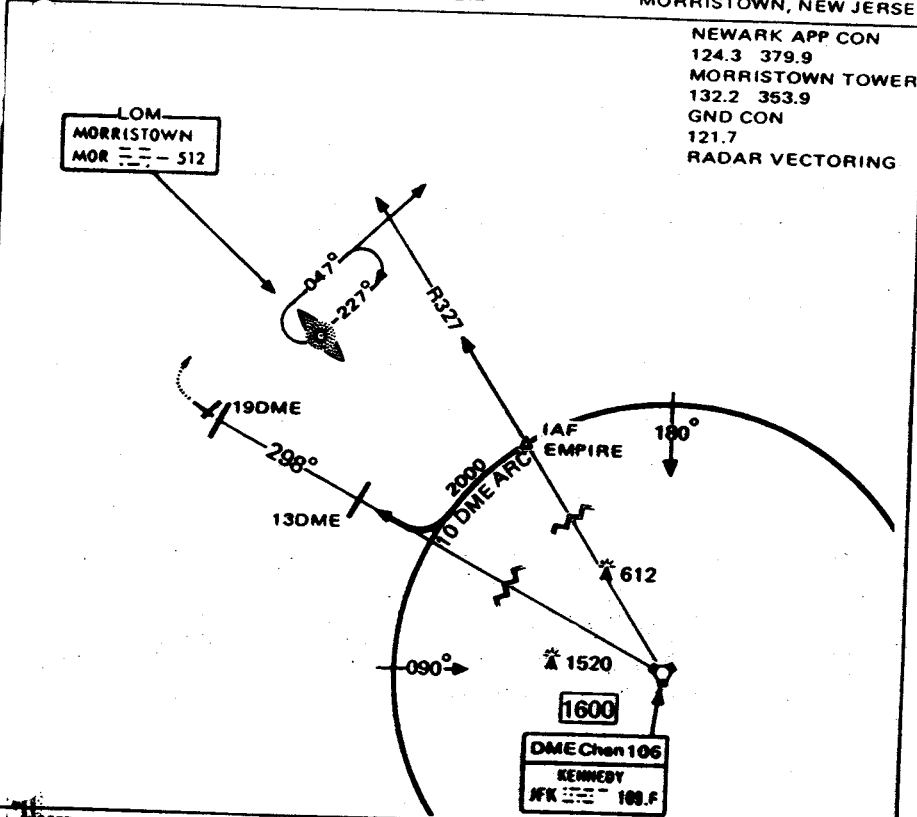 MORRISTOWN, NEW JERSE
NEWARK APP CON
124.3 379.9
MORRISTOWN TOWER
132.2 353.9
GND CON
121.7
RADAR VECTORING
LOM
MORRISTOWN
MOR 512
047°
227°
R327
19DME
298°
13DME
IAF
EMPIRE
2000
10 DME ARC
180°
612
090°
1520
1600
DME Chan 106
KENNEDY
JFK